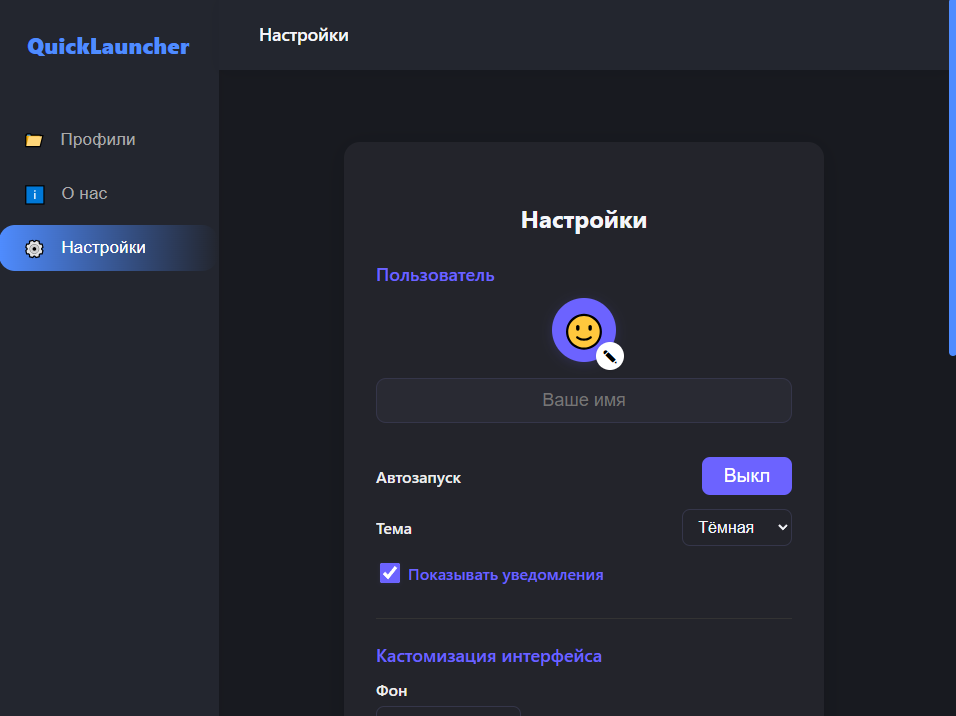 QuickLauncher
Настройки
Профили
О нас
Настройки
Настройки
Пользователь
Ваше имя
Автозапуск
Выкл
Тема
Тёмная
Показывать уведомления
Кастомизация интерфейса
Фон